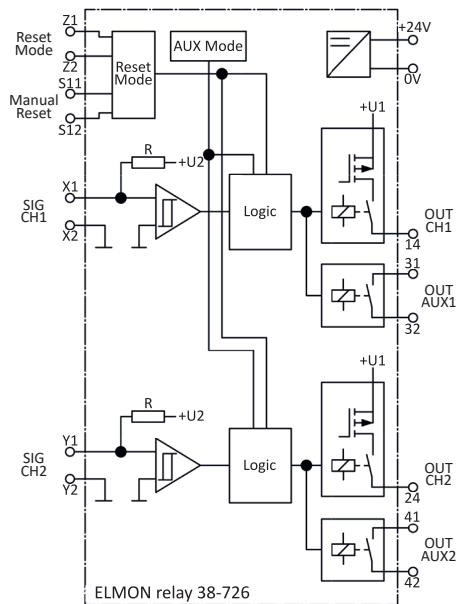 Z1
Reset
Mode
Z2
S11
Manual
Reset
S12
Reset
Mode
AUX Mode
+24V
0V
+U1
R
+U2
X1
SIG
CH1
X2
Logic
OUT
CH1
14
31
OUT
AUX1
32
+U1
R
+U2
Y1
SIG
CH2
Y2
Logic
OUT
CH2
24
41
OUT
AUX2
42
ELMON relay 38-726